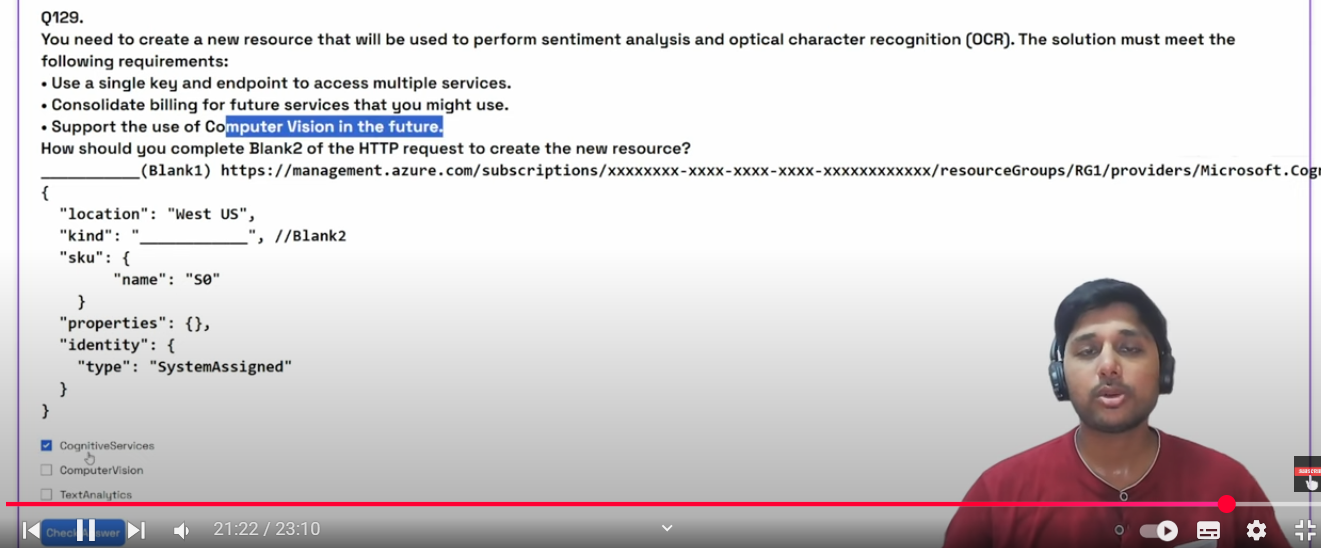 Q129.
You need to create a new resource that will be used to perform sentiment analysis and optical character recognition (OCR). The solution must meet the
following requirements:
• Use a single key and endpoint to access multiple services.
• Consolidate billing for future services that you might use.
• Support the use of Computer Vision in the future.
How should you complete Blank2 of the HTTP request to create the new resource?
___________(Blank1) https://management.azure.com/subscriptions/xxxxxxxx-xxxx-xxxx-xxxx-xxxxxxxxxxxx/resourceGroups/RG1/providers/Microsoft.Cogn
{
"location": "West US",
"kind": "____________", //Blank2
"sku": {
"name": "S0"
}
"properties": {},
"identity": {
"type": "SystemAssigned"
}
}
CognitiveServices
ComputerVision
TextAnalytics
Check Answer
21:22 / 23:10